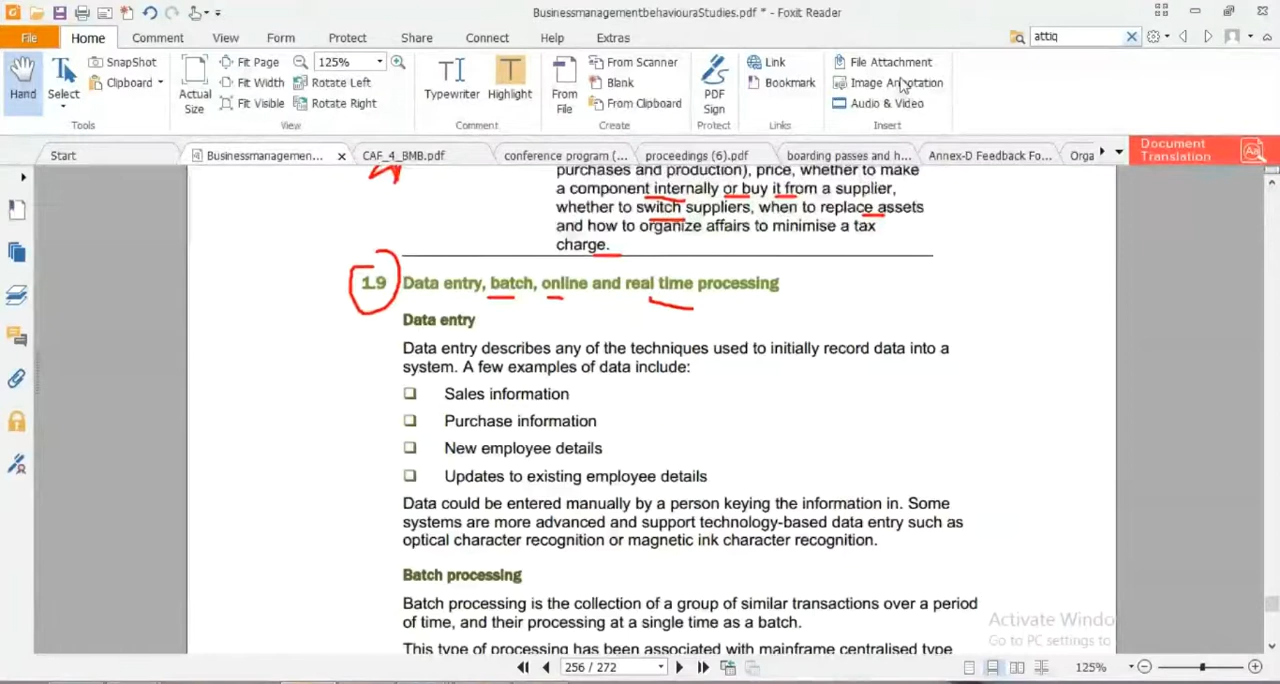 BusinessmanagementbehaviouraStudies.pdf * - Foxit Reader
File Home Comment View Form Protect Share Connect Help Extras attiq
Hand Select SnapShot Clipboard Actual Size Fit Page Fit Width Fit Visible 125% Rotate Left Rotate Right Typewriter Highlight From File From Scanner Blank From Clipboard PDF Sign Link Bookmark File Attachment Image Annotation Audio & Video
Tools View Comment Create Protect Links Insert
Start Businessmanagemen... CAF_4_BMB.pdf conference program (... proceedings (6).pdf boarding passes and h... Annex-D Feedback Fo... Orga Document Translation
purchases and production), price, whether to make
a component internally or buy it from a supplier,
whether to switch suppliers, when to replace assets
and how to organize affairs to minimise a tax
charge.
1.9 Data entry, batch, online and real time processing
Data entry
Data entry describes any of the techniques used to initially record data into a
system. A few examples of data include:
❑ Sales information
❑ Purchase information
❑ New employee details
❑ Updates to existing employee details
Data could be entered manually by a person keying the information in. Some
systems are more advanced and support technology-based data entry such as
optical character recognition or magnetic ink character recognition.
Batch processing
Batch processing is the collection of a group of similar transactions over a period
of time, and their processing at a single time as a batch.
This type of processing has been associated with mainframe centralised type
Activate Windo
Go to PC settings to
256 / 272 125%